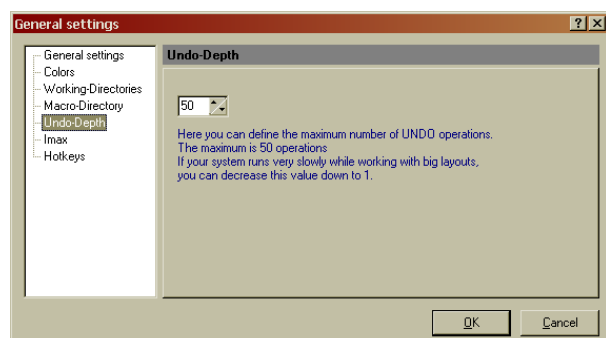 General settings
General settings
Colors
Working-Directories
Macro-Directory
Undo-Depth
Imax
Hotkeys
Undo-Depth
50
Here you can define the maximum number of UNDO operations.
The maximum is 50 operations
If your system runs very slowly while working with big layouts,
you can decrease this value down to 1.
OK
Cancel